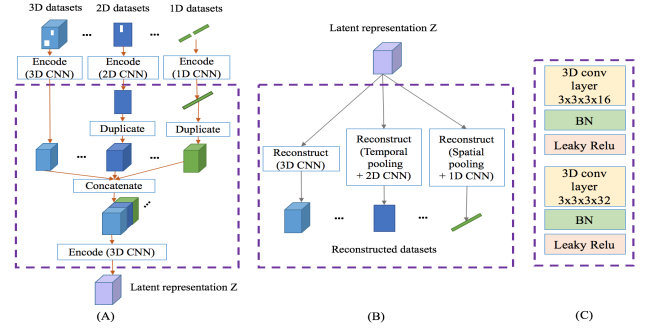 3D datasets ... 2D datasets ... 1D datasets
Encode
(3D CNN)
Encode
(2D CNN)
Encode
(1D CNN)
Duplicate
Duplicate
... ...
Concatenate
...
Encode (3D CNN)
Latent representation Z
(A)
Latent representation Z
Reconstruct
(3D CNN)
Reconstruct
(Temporal
pooling
+ 2D CNN)
Reconstruct
(Spatial
pooling
+ 1D CNN)
... ...
Reconstructed datasets
(B)
3D conv
layer
3x3x3x16
BN
Leaky Relu
3D conv
layer
3x3x3x32
BN
Leaky Relu
(C)